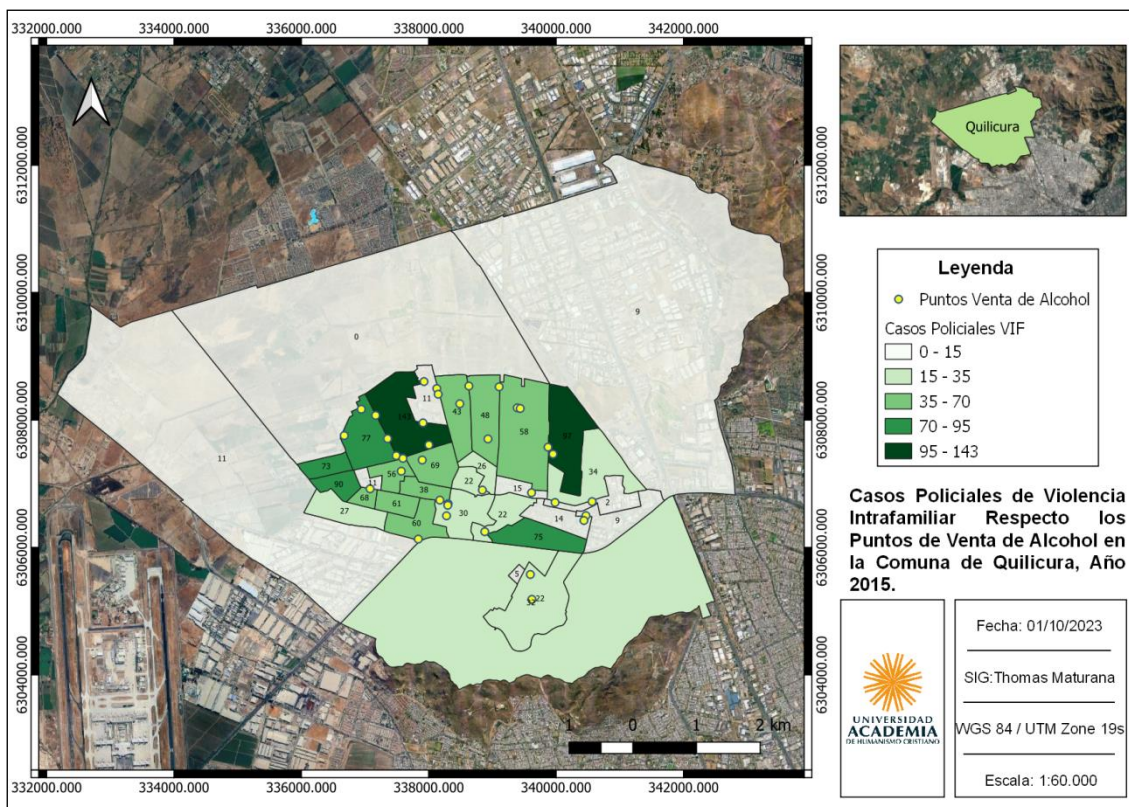 332000.000 334000.000 336000.000 338000.000 340000.000 342000.000
6312000.000
6310000.000
6308000.000
6306000.000
6304000.000
6312000.000
6310000.000
6308000.000
6306000.000
6304000.000
9
0
11
11
43
48
58
77
34
73
90
56
11
69
26
22
15
2
68
61
38
27
60
30
22
14
9
75
5
22
1 0 1 2 km
332000.000 334000.000 336000.000 338000.000 340000.000 342000.000
Quilicura
Leyenda
Puntos Venta de Alcohol
Casos Policiales VIF
0 - 15
15 - 35
35 - 70
70 - 95
95 - 143
Casos Policiales de Violencia
Intrafamiliar Respecto los
Puntos de Venta de Alcohol en
la Comuna de Quilicura, Año
2015.
UNIVERSIDAD
ACADEMIA
DE HUMANISMO CRISTIANO
Fecha: 01/10/2023
SIG:Thomas Maturana
WGS 84 / UTM Zone 19s
Escala: 1:60.000